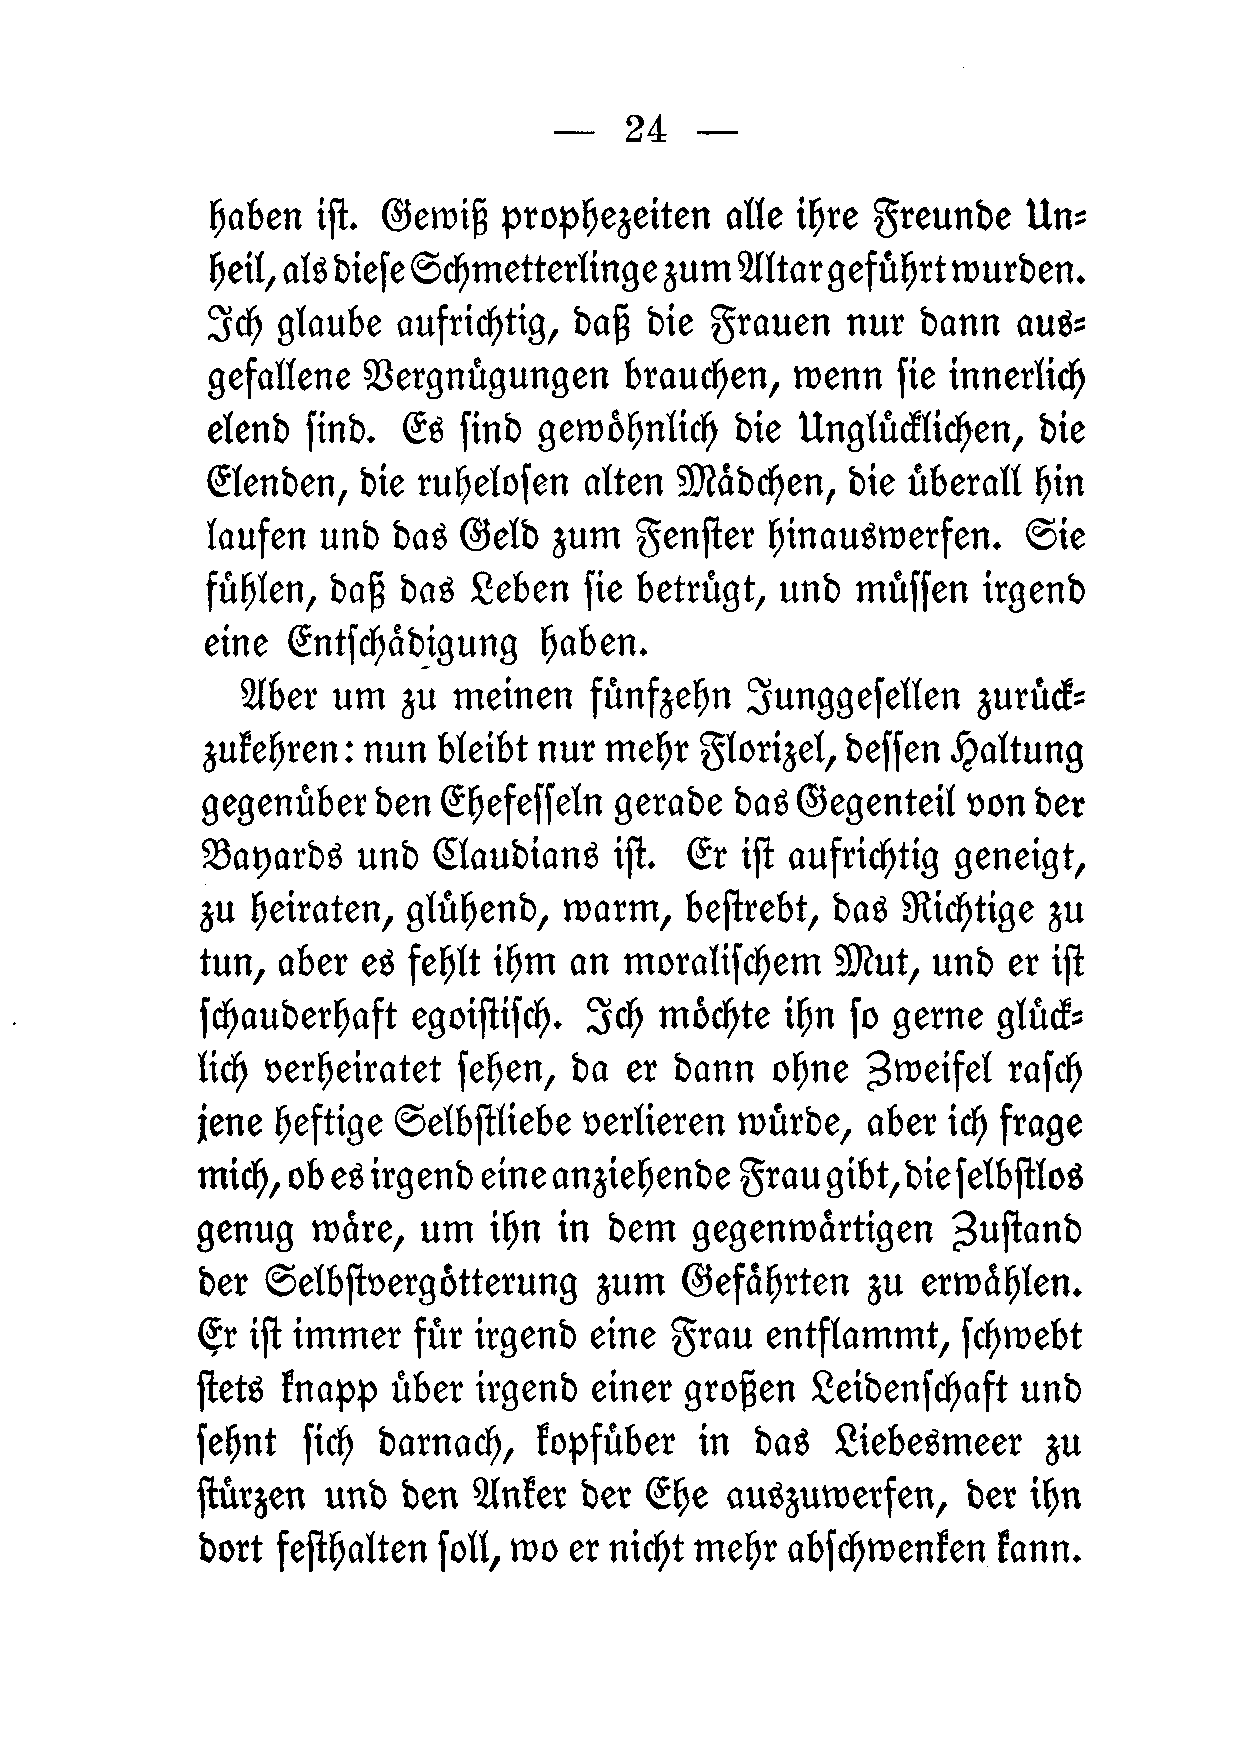 — 24 —
haben ist. Gewiß prophezeiten alle ihre Freunde Un-
heil, als diese Schmetterlinge zum Altar geführt wurden.
Ich glaube aufrichtig, daß die Frauen nur dann aus-
gefallene Vergnügungen brauchen, wenn sie innerlich
elend sind. Es sind gewöhnlich die Unglücklichen, die
Elenden, die ruhelosen alten Mädchen, die überall hin
laufen und das Geld zum Fenster hinauswerfen. Sie
fühlen, daß das Leben sie betrügt, und müssen irgend
eine Entschädigung haben.
Aber um zu meinen fünfzehn Junggesellen zurück-
zukehren: nun bleibt nur mehr Florizel, dessen Haltung
gegenüber den Ehefesseln gerade das Gegenteil von der
Bayards und Claudians ist. Er ist aufrichtig geneigt,
zu heiraten, glühend, warm, bestrebt, das Richtige zu
tun, aber es fehlt ihm an moralischem Mut, und er ist
schauderhaft egoistisch. Ich möchte ihn so gerne glück-
lich verheiratet sehen, da er dann ohne Zweifel rasch
jene heftige Selbstliebe verlieren würde, aber ich frage
mich, ob es irgend eine anziehende Frau gibt, die selbstlos
genug wäre, um ihn in dem gegenwärtigen Zustand
der Selbstvergötterung zum Gefährten zu erwählen.
Er ist immer für irgend eine Frau entflammt, schwebt
stets knapp über irgend einer großen Leidenschaft und
sehnt sich darnach, kopfüber in das Liebesmeer zu
stürzen und den Anker der Ehe auszuwerfen, der ihn
dort festhalten soll, wo er nicht mehr abschwenken kann.